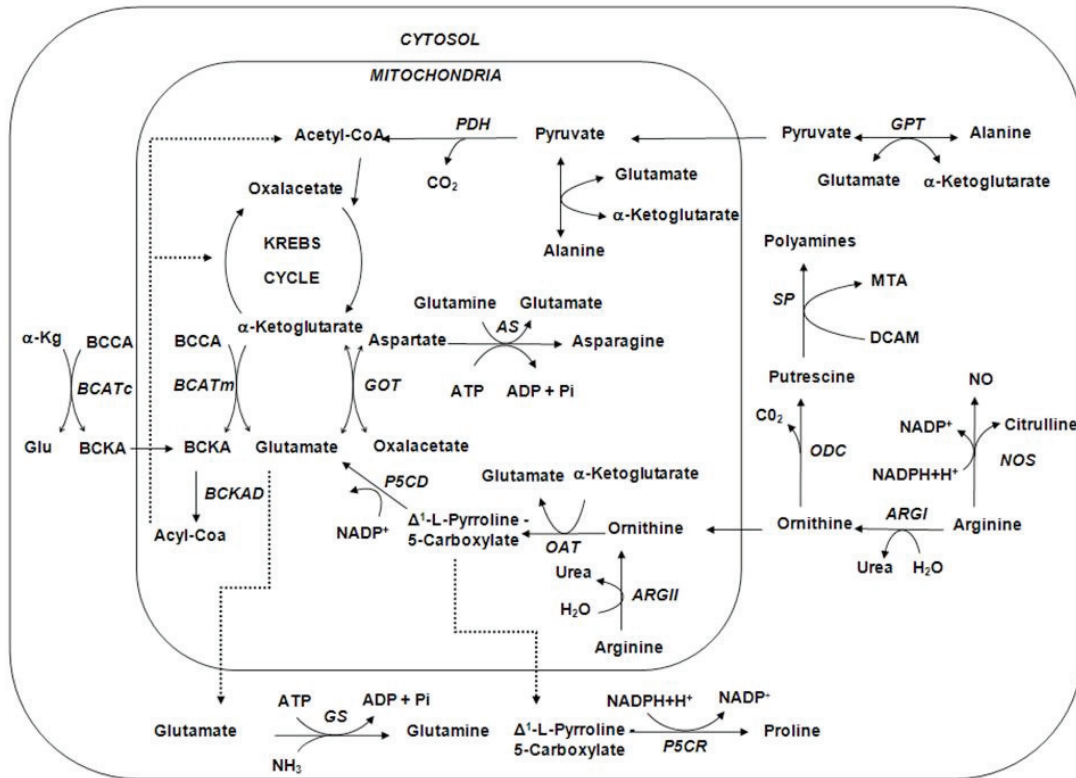 CYTOSOL
MITOCHONDRIA
Acetyl-CoA
PDH
Pyruvate
Pyruvate
GPT
Alanine
CO2
Glutamate
Glutamate
α-Ketoglutarate
Oxalacetate
α-Ketoglutarate
KREBS
CYCLE
Alanine
Polyamines
MTA
SP
DCAM
Glutamine
Glutamate
α-Ketoglutarate
Aspartate
AS
Asparagine
α-Kg
BCCA
BCCA
BCATc
BCATm
GOT
ATP
ADP + Pi
Putrescine
NO
C02
NADP+
Citrulline
Glu
BCKA
BCKA
Glutamate
Oxalacetate
ODC
NADPH+H+
NOS
P5CD
Glutamate
α-Ketoglutarate
BCKAD
NADP+
Δ1-L-Pyrroline -
5-Carboxylate
OAT
Ornithine
Ornithine
ARGI
Arginine
Acyl-Coa
Urea
H2O
Urea
H2O
ARGII
Arginine
ATP
ADP + Pi
NADPH+H+
NADP+
Glutamate
GS
Glutamine
Δ1-L-Pyrroline -
5-Carboxylate
P5CR
Proline
NH3